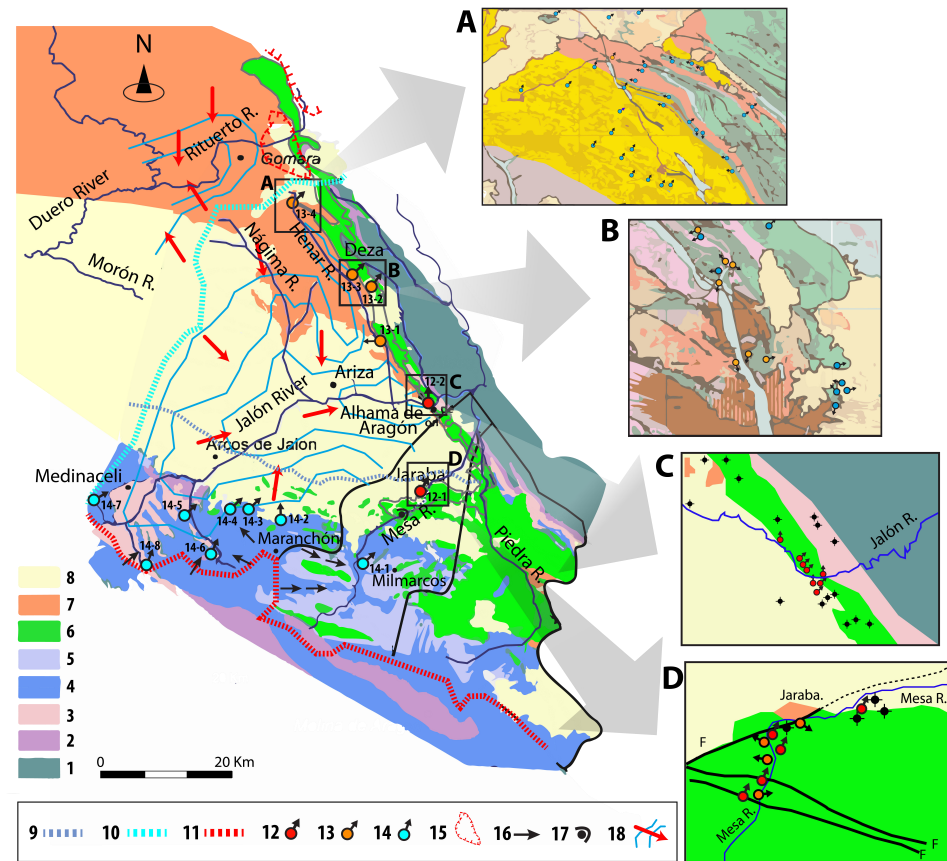 N
Rituerto R.
Gomara
A
13-4
Duero River
Morón R.
Nágima R.
Henar R.
Deza
B
13-3
13-2
13-1
Ariza
12-2
C
Jalón River
Alhama de
Aragón
Arcos de Jalón
D
Jaraba
12-1
Medinaceli
14-7
14-5
14-4
14-3
14-2
Mesa R.
Maranchón
14-8
14-6
14-1
Milmarcos
Piedra R.
8
7
6
5
4
3
2
1
0
20 Km
A
B
C
Jalón R.
D
Jaraba.
Mesa R.
F
Mesa R.
F
F
9
10
11
12
13
14
15
16
17
18